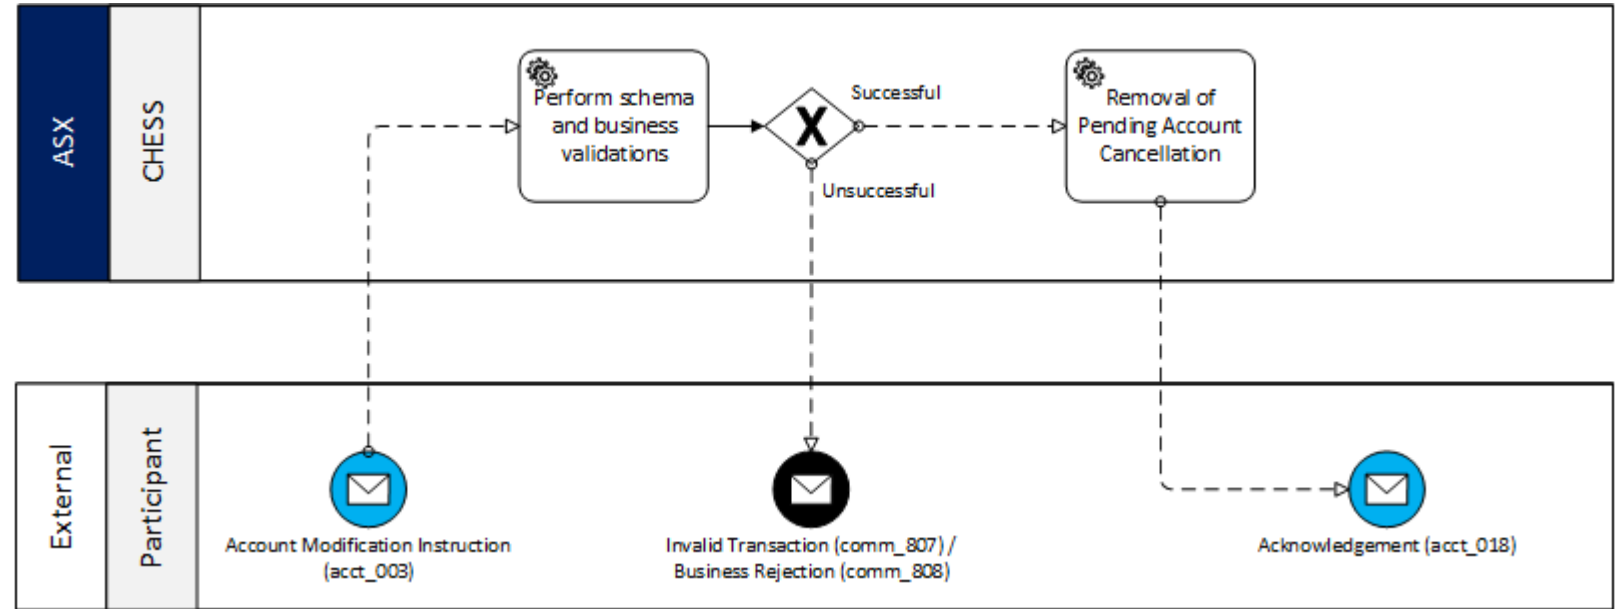 ASX
CHESS
Perform schema
and business
validations
Successful
Unsuccessful
Removal of
Pending Account
Cancellation
External
Participant
Account Modification Instruction
(acct_003)
Invalid Transaction (comm_807) /
Business Rejection (comm_808)
Acknowledgement (acct_018)